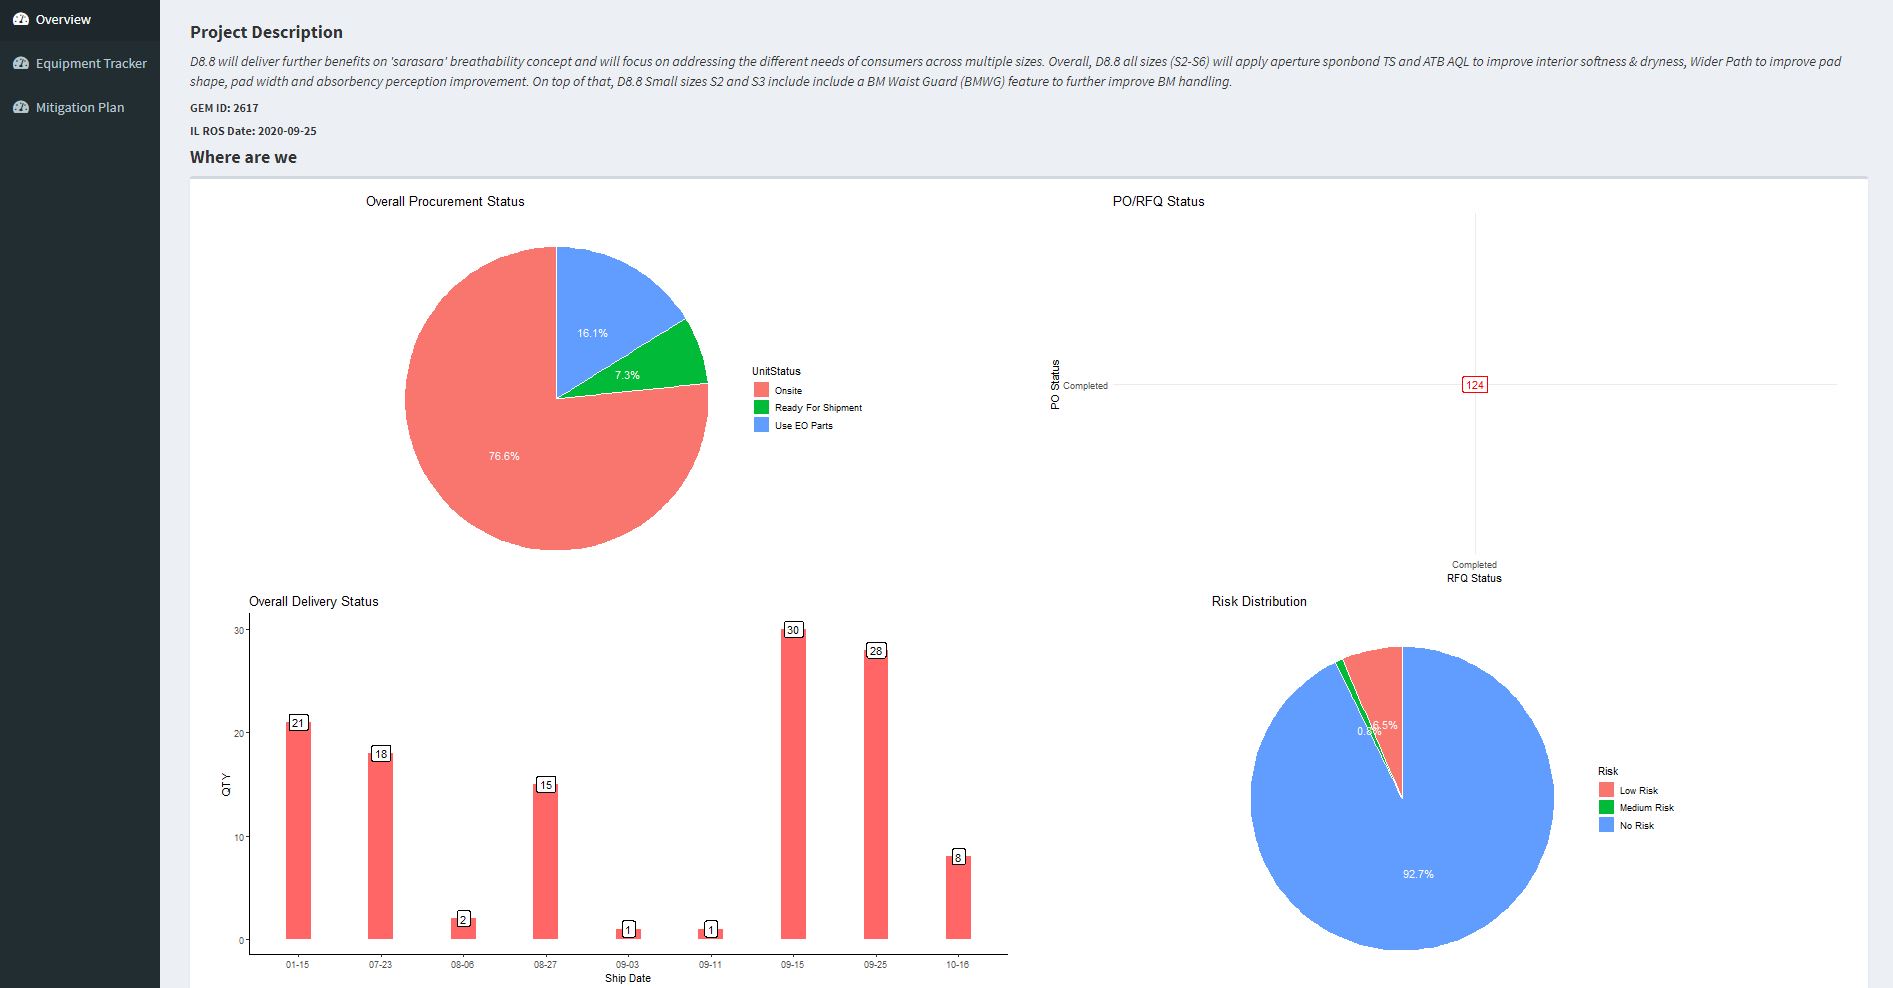 Overview
Equipment Tracker
Mitigation Plan
Project Description
D8.8 will deliver further benefits on 'sarasara' breathability concept and will focus on addressing the different needs of consumers across multiple sizes. Overall, D8.8 all sizes (S2-S6) will apply aperture sponbond TS and ATB AQL to improve interior softness & dryness, Wider Path to improve pad
shape, pad width and absorbency perception improvement. On top of that, D8.8 Small sizes S2 and S3 include include a BM Waist Guard (BMWG) feature to further improve BM handling.
GEM ID: 2617
IL ROS Date: 2020-09-25
Where are we
Overall Procurement Status
16.1%
7.3%
76.6%
UnitStatus
Onsite
Ready For Shipment
Use EO Parts
PO/RFQ Status
PO Status
Completed
124
Completed
RFQ Status
Overall Delivery Status
QTY
30
20
10
0
21
18
2
15
1
1
30
28
8
01-15
07-23
08-06
08-27
09-03
09-11
09-15
09-25
10-16
Ship Date
Risk Distribution
6.5%
0.8%
92.7%
Risk
Low Risk
Medium Risk
No Risk